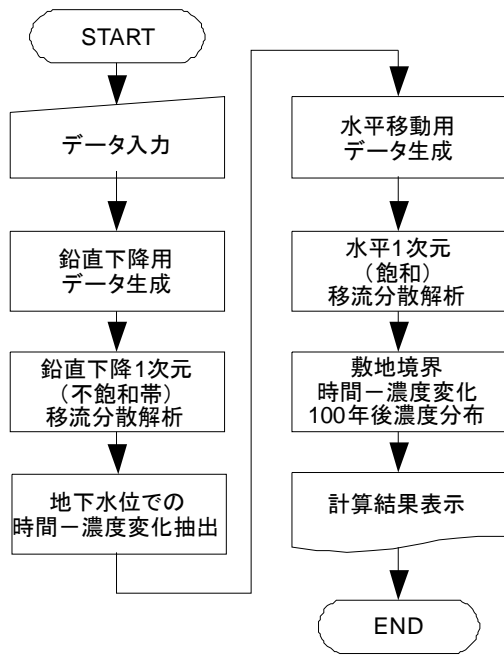 START
データ入力
鉛直下降用
データ生成
鉛直下降1次元
（不飽和帯）
移流分散解析
地下水位での
時間－濃度変化抽出
水平移動用
データ生成
水平1次元
（飽和）
移流分散解析
敷地境界
時間－濃度変化
100年後濃度分布
計算結果表示
END